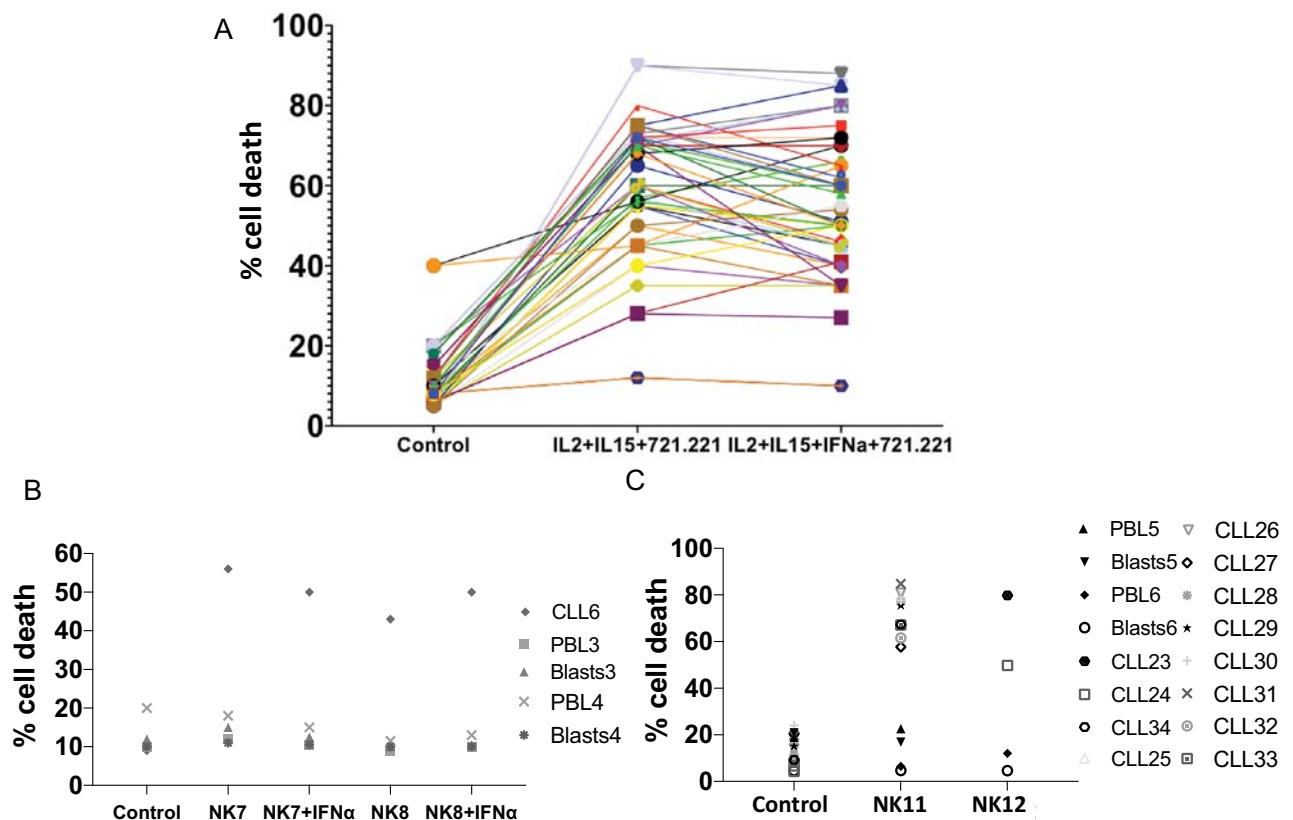 A
% cell death
100
80
60
40
20
0
Control
IL2+IL15+721.221
IL2+IL15+IFNa+721.221
B
% cell death
60
50
40
30
20
10
0
Control
NK7
NK7+IFNα
NK8
NK8+IFNα
CLL6
PBL3
Blasts3
PBL4
Blasts4
C
% cell death
100
80
60
40
20
0
Control
NK11
NK12
PBL5
Blasts5
PBL6
Blasts6
CLL23
CLL24
CLL34
CLL25
CLL26
CLL27
CLL28
CLL29
CLL30
CLL31
CLL32
CLL33